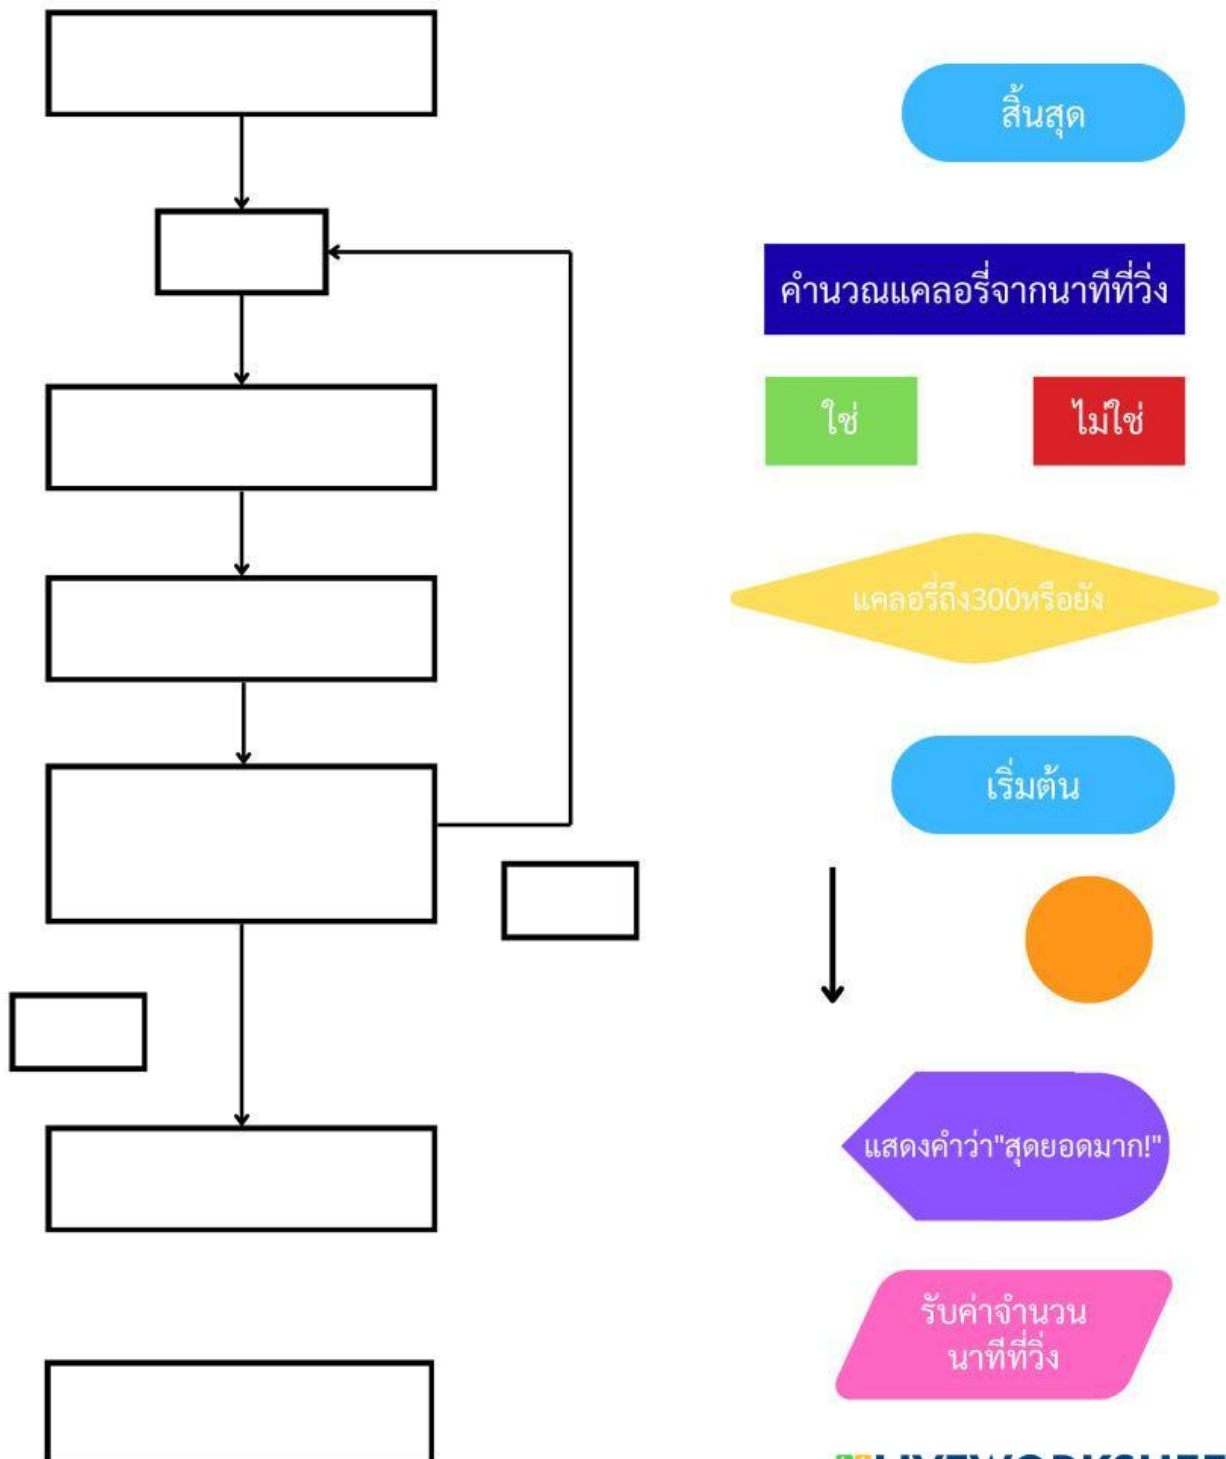 สิ้นสุด
คำนวณแคลอรี่จากนาทีที่วิ่ง
ใช่
ไม่ใช่
แคลอรี่ถึง300หรือยัง
เริ่มต้น
แสดงคำว่า"สุดยอดมาก!"
รับค่าจำนวน
นาทีที่วิ่ง